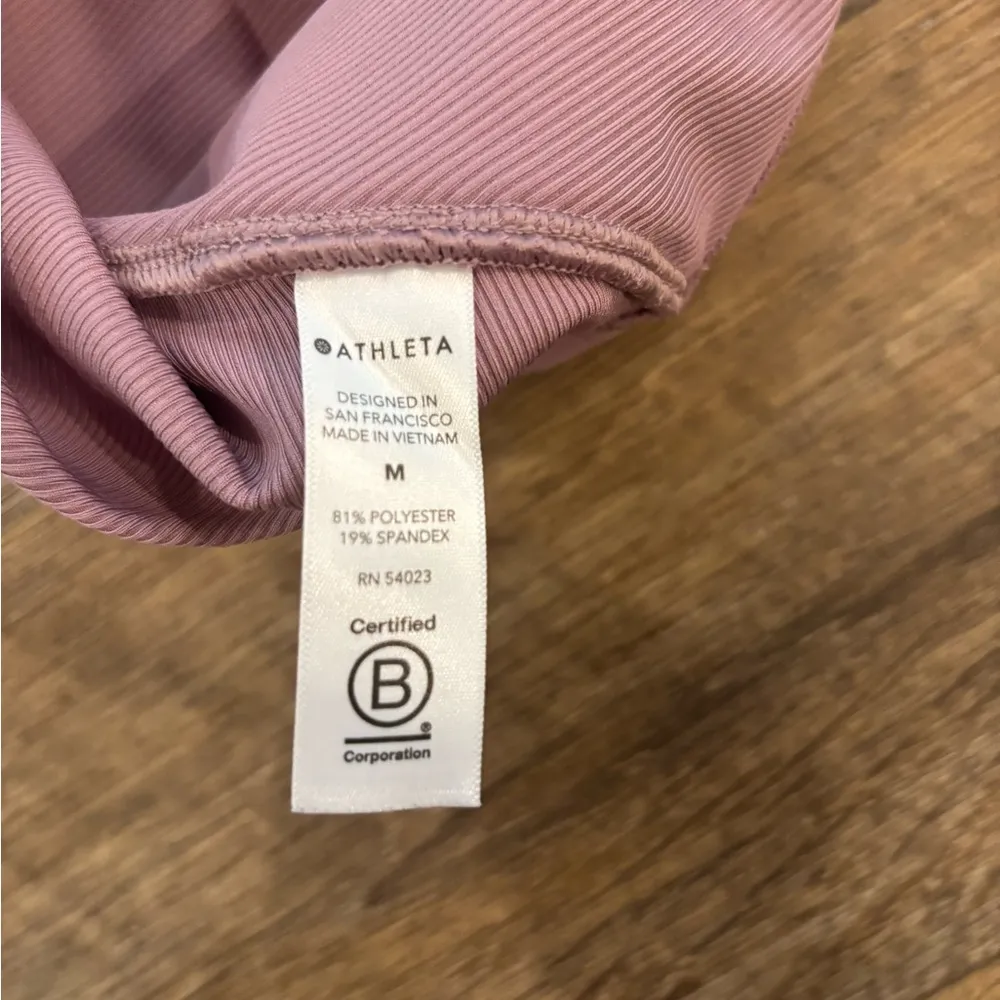 ATHLETA
DESIGNED IN
SAN FRANCISCO
MADE IN VIETNAM
M
81% POLYESTER
19% SPANDEX
RN 54023
Certified
B
®
Corporation